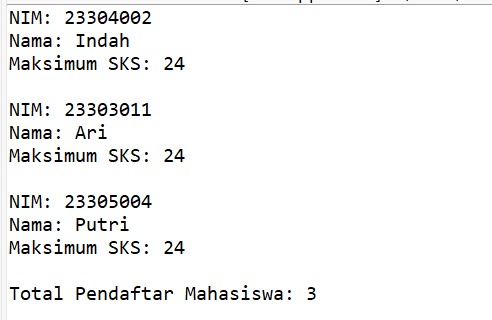 NIM: 23304002
Nama: Indah
Maksimum SKS: 24
NIM: 23303011
Nama: Ari
Maksimum SKS: 24
NIM: 23305004
Nama: Putri
Maksimum SKS: 24
Total Pendaftar Mahasiswa: 3